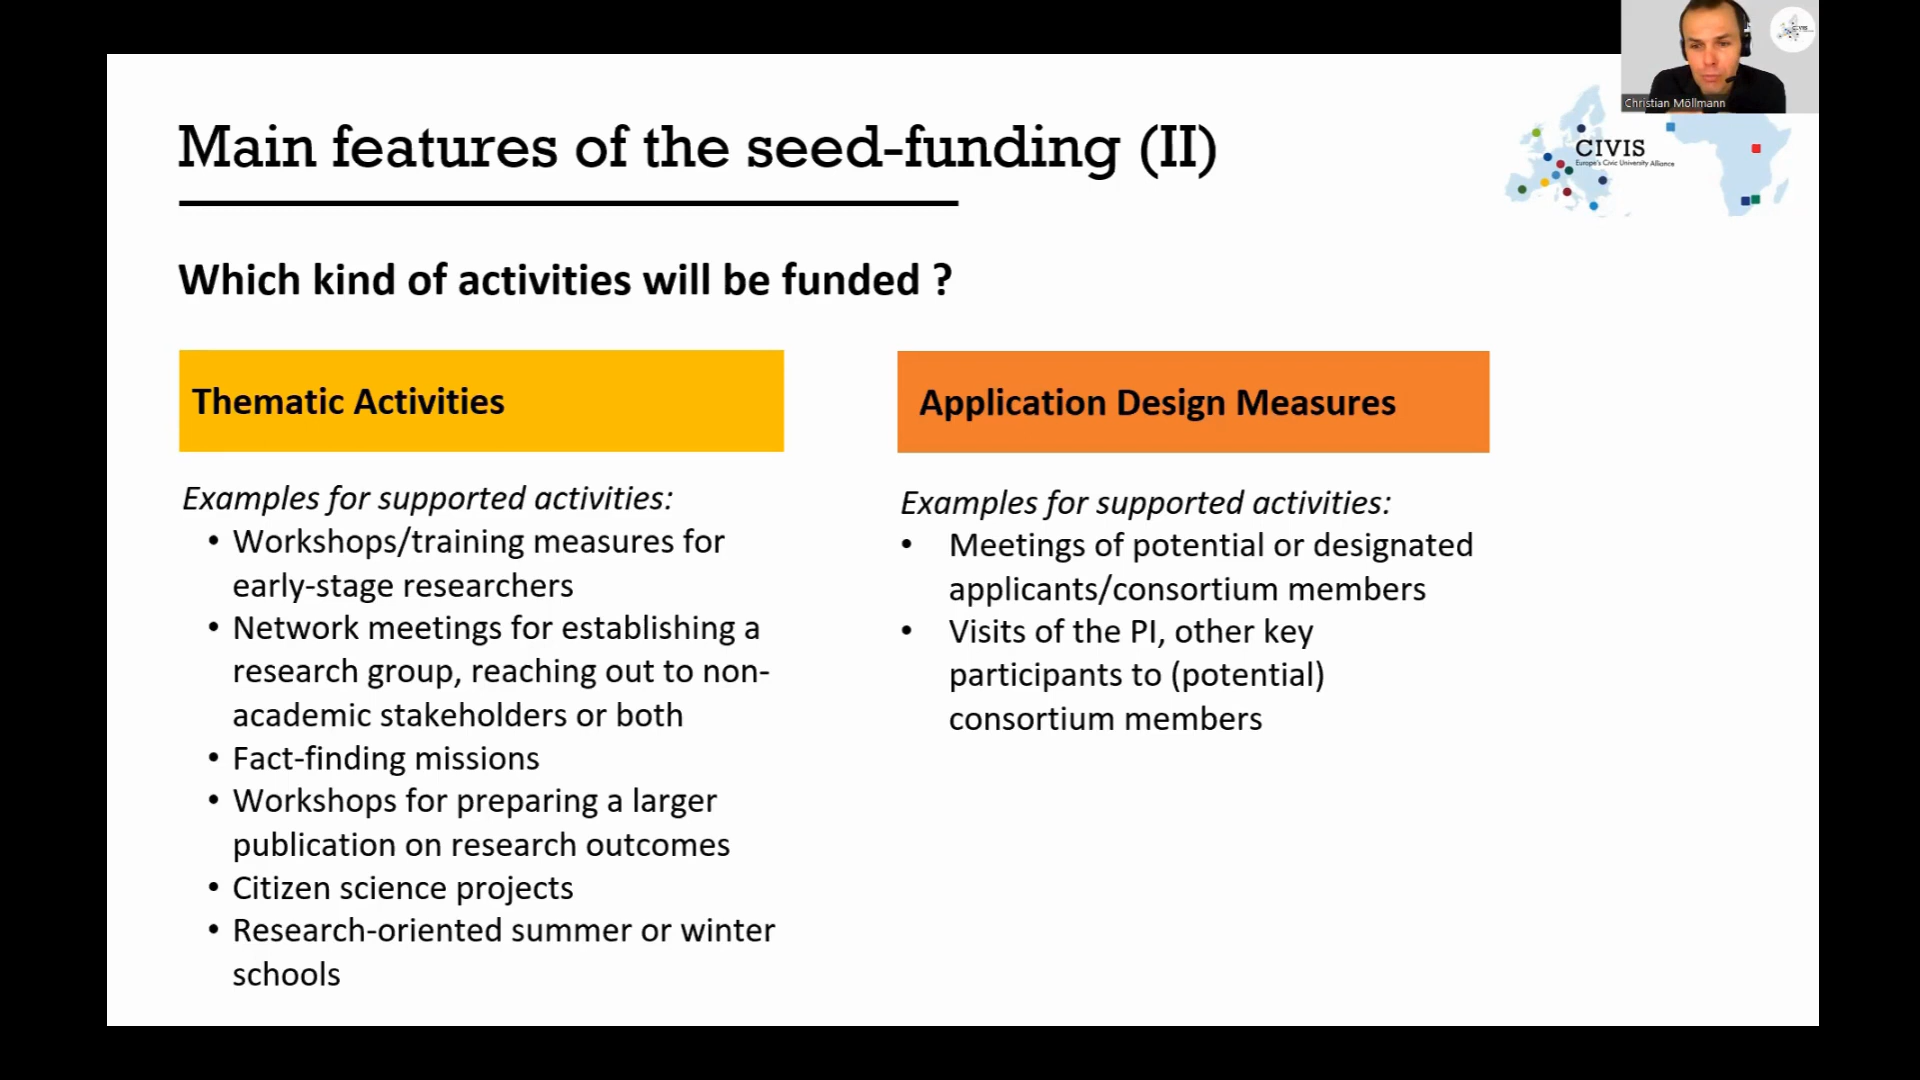 Christian Möllmann
CIVIS
Europe's Civic University Alliance
Main features of the seed-funding (II)
Which kind of activities will be funded ?
Thematic Activities
Examples for supported activities:
• Workshops/training measures for
early-stage researchers
• Network meetings for establishing a
research group, reaching out to non-
academic stakeholders or both
• Fact-finding missions
• Workshops for preparing a larger
publication on research outcomes
• Citizen science projects
• Research-oriented summer or winter
schools
Application Design Measures
Examples for supported activities:
• Meetings of potential or designated
applicants/consortium members
• Visits of the PI, other key
participants to (potential)
consortium members